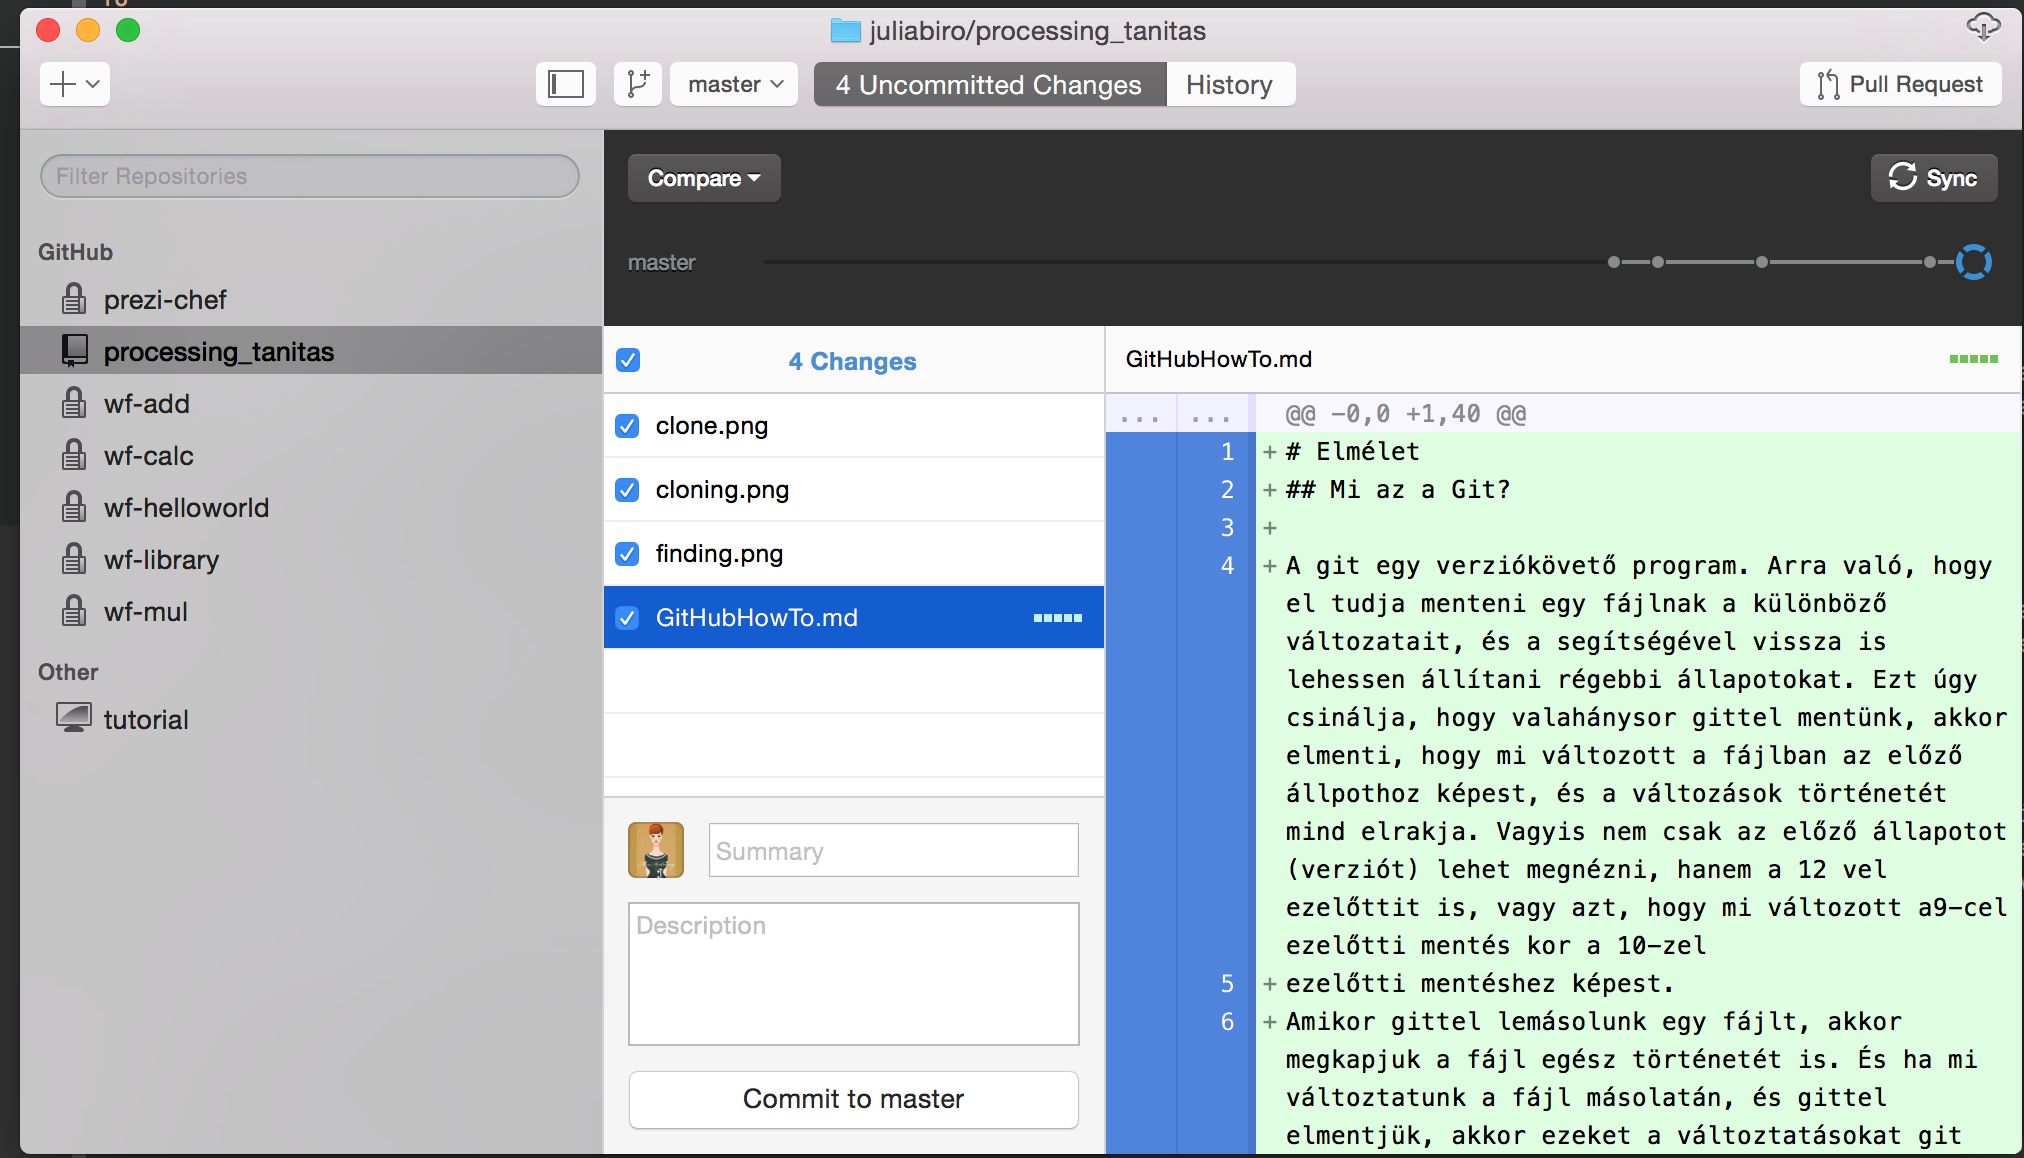 juliabiro/processing_tanitas
master
4 Uncommitted Changes
History
Pull Request
Filter Repositories
GitHub
prezi-chef
processing_tanitas
wf-add
wf-calc
wf-helloworld
wf-library
wf-mul
Other
tutorial
Compare
Sync
master
4 Changes
clone.png
cloning.png
finding.png
GitHubHowTo.md
Summary
Description
Commit to master
GitHubHowTo.md
... ... @@ -0,0 +1,40 @@
1 +# Elmélet
2 +## Mi az a Git?
3 +
4 +A git egy verziókövető program. Arra való, hogy
el tudja menteni egy fájlnak a különböző
változatait, és a segítségével vissza is
lehessen állítani régebbi állapotokat. Ezt úgy
csinálja, hogy valahánysor gittel mentünk, akkor
elmenti, hogy mi változott a fájlban az előző
állpothoz képest, és a változások történetét
mind elrakja. Vagyis nem csak az előző állapotot
(verziót) lehet megnézni, hanem a 12 vel
ezelőttit is, vagy azt, hogy mi változott a9-cel
ezelőtti mentés kor a 10-zel
5 +ezelőtti mentéshez képest.
6 +Amikor gittel lemásolunk egy fájlt, akkor
megkapjuk a fájl egész történetét is. És ha mi
változtatunk a fájl másolatán, és gittel
elmentjük, akkor ezeket a változtatásokat git